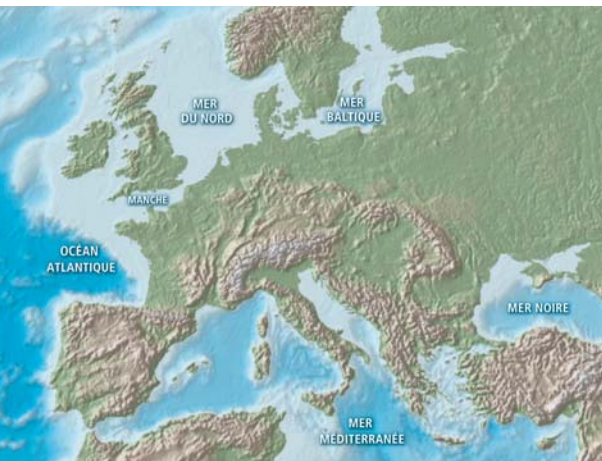 MER
DU NORD
MER
BALTIQUE
MANCHE
OCÉAN
ATLANTIQUE
MER NOIRE
MER
MÉDITERRANÉE